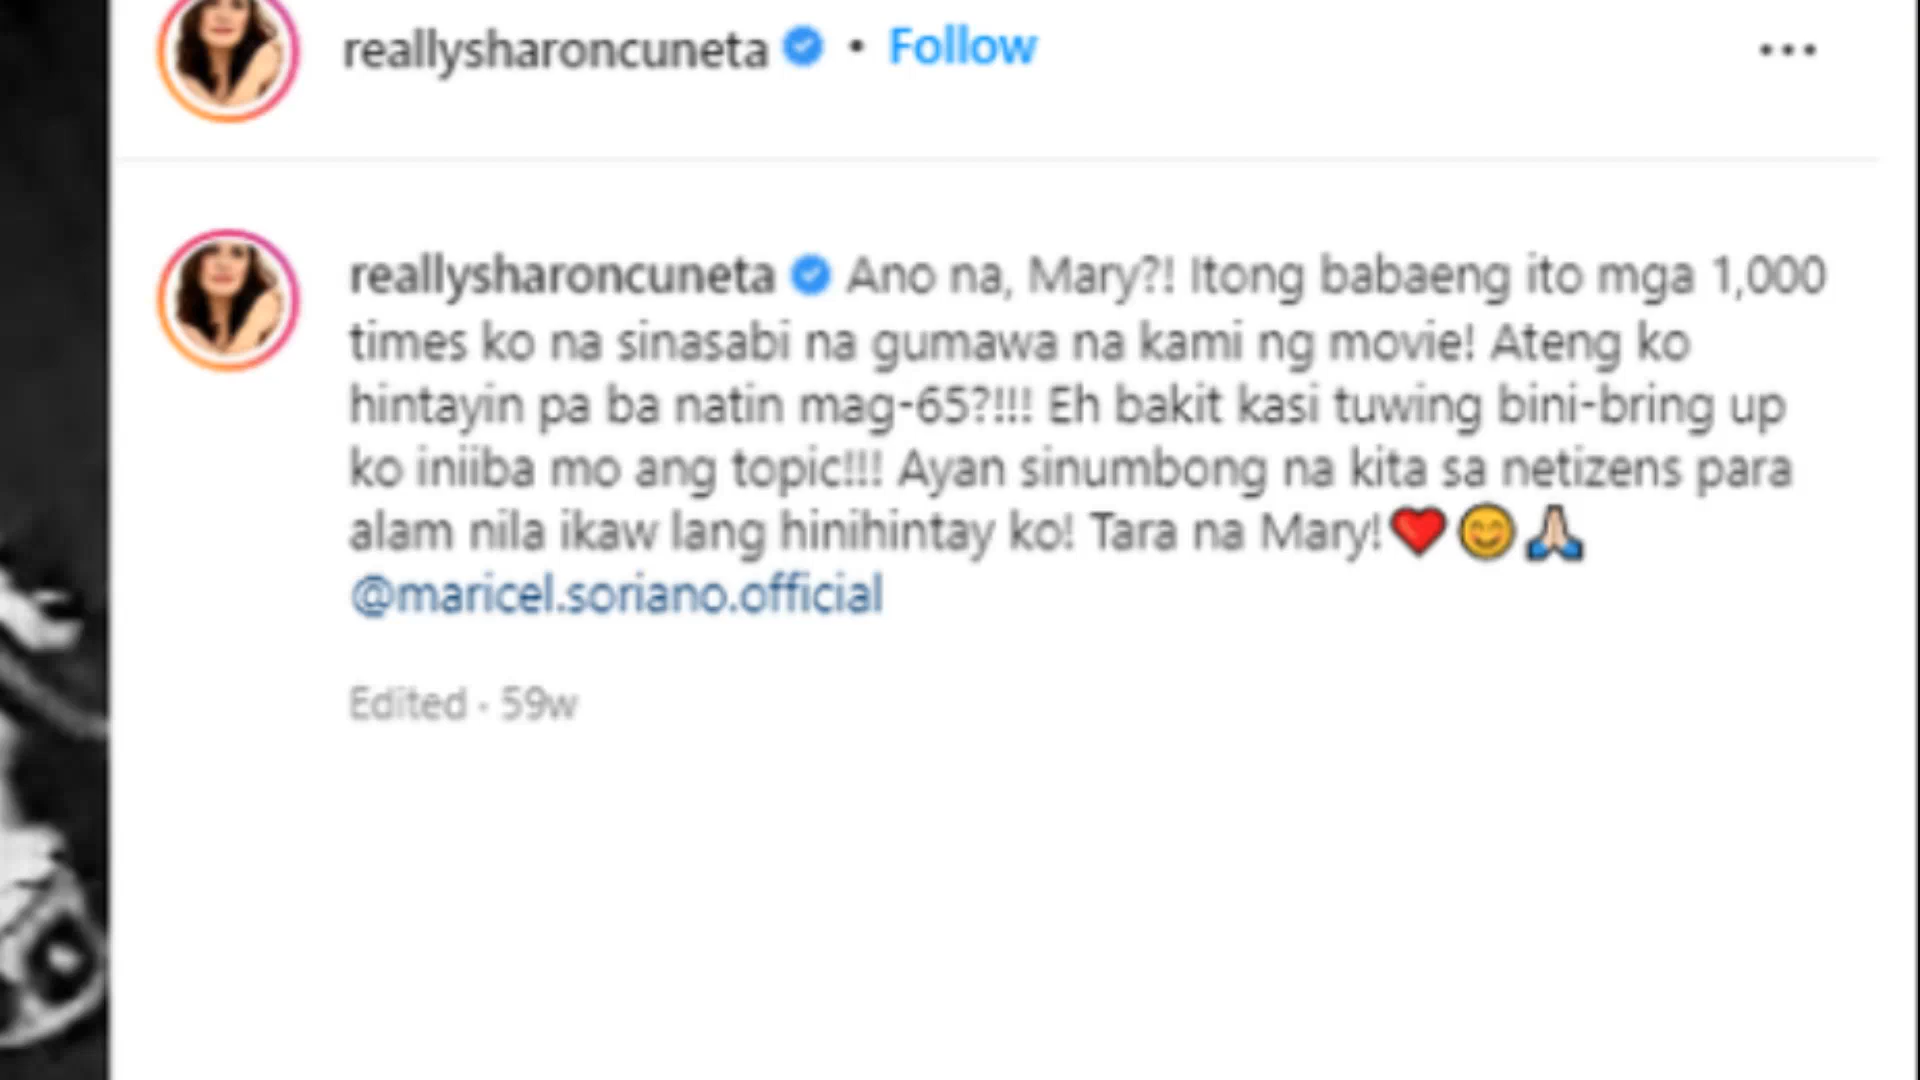 reallysharoncuneta • Follow
reallysharoncuneta Ano na, Mary?! Itong babaeng ito mga 1,000
times ko na sinasabi na gumawa na kami ng movie! Ateng ko
hintayin pa ba natin mag-65?!!! Eh bakit kasi tuwing bini-bring up
ko iniiba mo ang topic!!! Ayan sinumbong na kita sa netizens para
alam nila ikaw lang hinihintay ko! Tara na Mary!❤️😊🙏🏻
@maricel.soriano.official
Edited · 59w